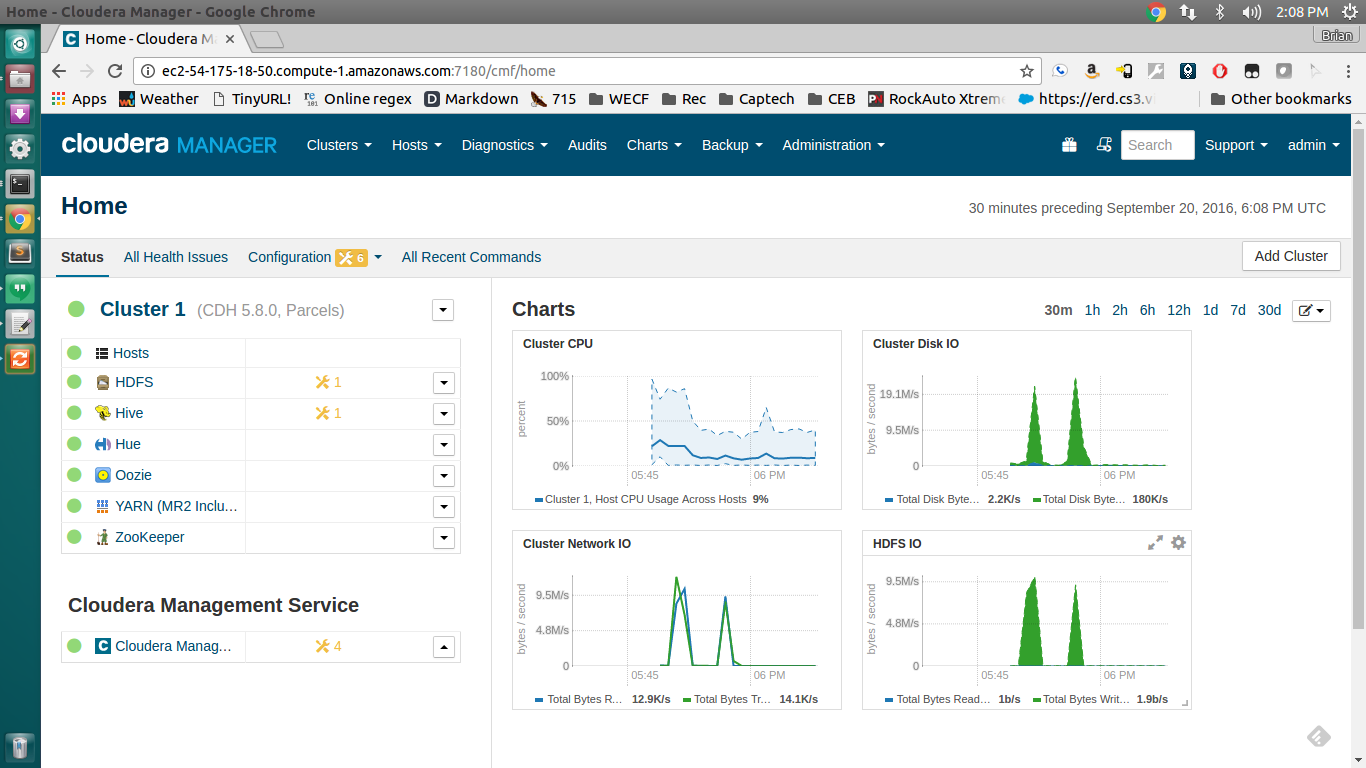 Home - Cloudera Manager - Google Chrome
2:08 PM
Home - Cloudera M
Brian
ec2-54-175-18-50.compute-1.amazonaws.com:7180/cmf/home
Apps Weather TinyURL! Online regex Markdown 715 WECF Rec Captech CEB RockAuto Xtreme https://erd.cs3.v Other bookmarks
cloudera MANAGER Clusters Hosts Diagnostics Audits Charts Backup Administration Search Support admin
Home
30 minutes preceding September 20, 2016, 6:08 PM UTC
Status All Health Issues Configuration 6 All Recent Commands Add Cluster
Cluster 1 (CDH 5.8.0, Parcels)
Hosts
HDFS 1
Hive 1
Hue
Oozie
YARN (MR2 Inclu...
ZooKeeper
Cloudera Management Service
Cloudera Manag... 4
Charts
30m 1h 2h 6h 12h 1d 7d 30d
Cluster CPU
percent
100%
50%
0%
05:45 06 PM
Cluster 1, Host CPU Usage Across Hosts 9%
Cluster Disk IO
bytes / second
19.1M/s
9.5M/s
0
05:45 06 PM
Total Disk Byte... 2.2K/s Total Disk Byte... 180K/s
Cluster Network IO
bytes / second
9.5M/s
4.8M/s
0
05:45 06 PM
Total Bytes R... 12.9K/s Total Bytes Tr... 14.1K/s
HDFS IO
bytes / second
9.5M/s
4.8M/s
0
05:45 06 PM
Total Bytes Read... 1b/s Total Bytes Writ... 1.9b/s